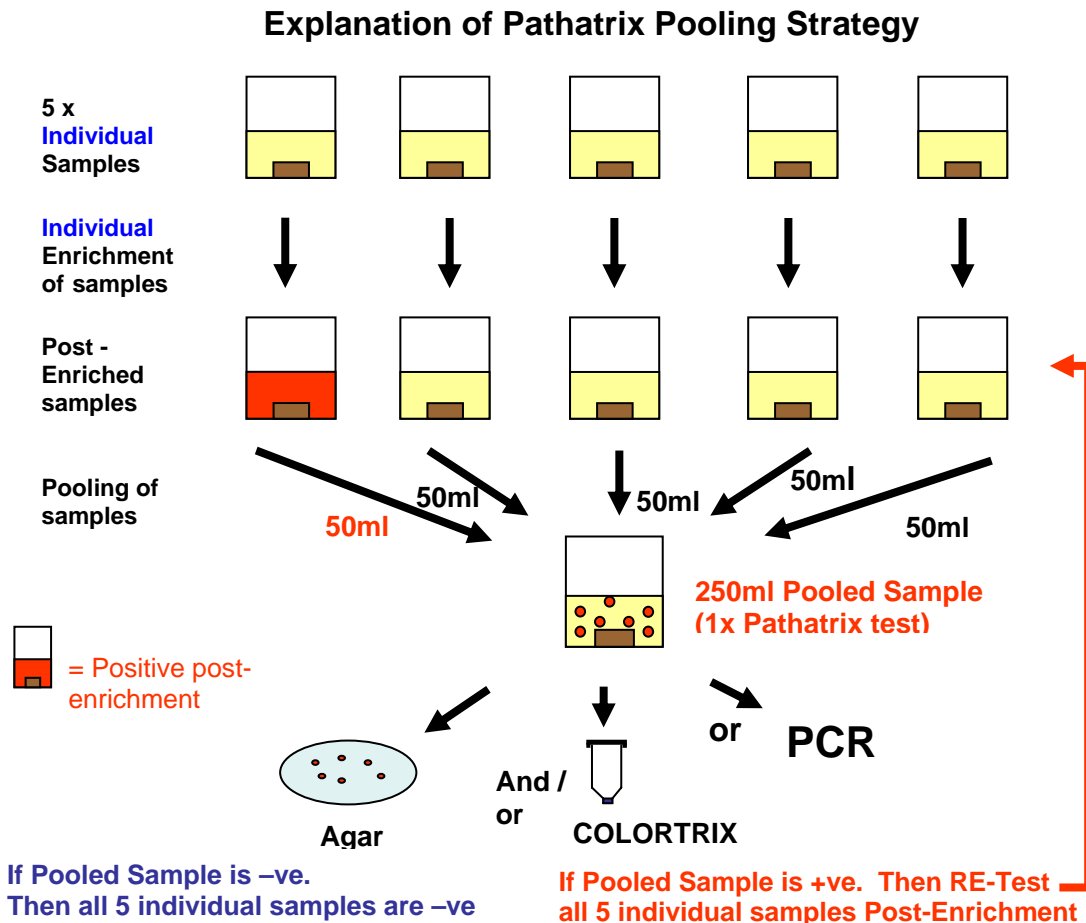 Explanation of Pathatrix Pooling Strategy
5 x
Individual
Samples
Individual
Enrichment
of samples
Post -
Enriched
samples
Pooling of
samples
50ml
50ml
50ml
50ml
50ml
250ml Pooled Sample
(1x Pathatrix test)
= Positive post-
enrichment
Agar
And /
or
COLORTRIX
or
PCR
If Pooled Sample is –ve.
Then all 5 individual samples are –ve
If Pooled Sample is +ve. Then RE-Test
all 5 individual samples Post-Enrichment